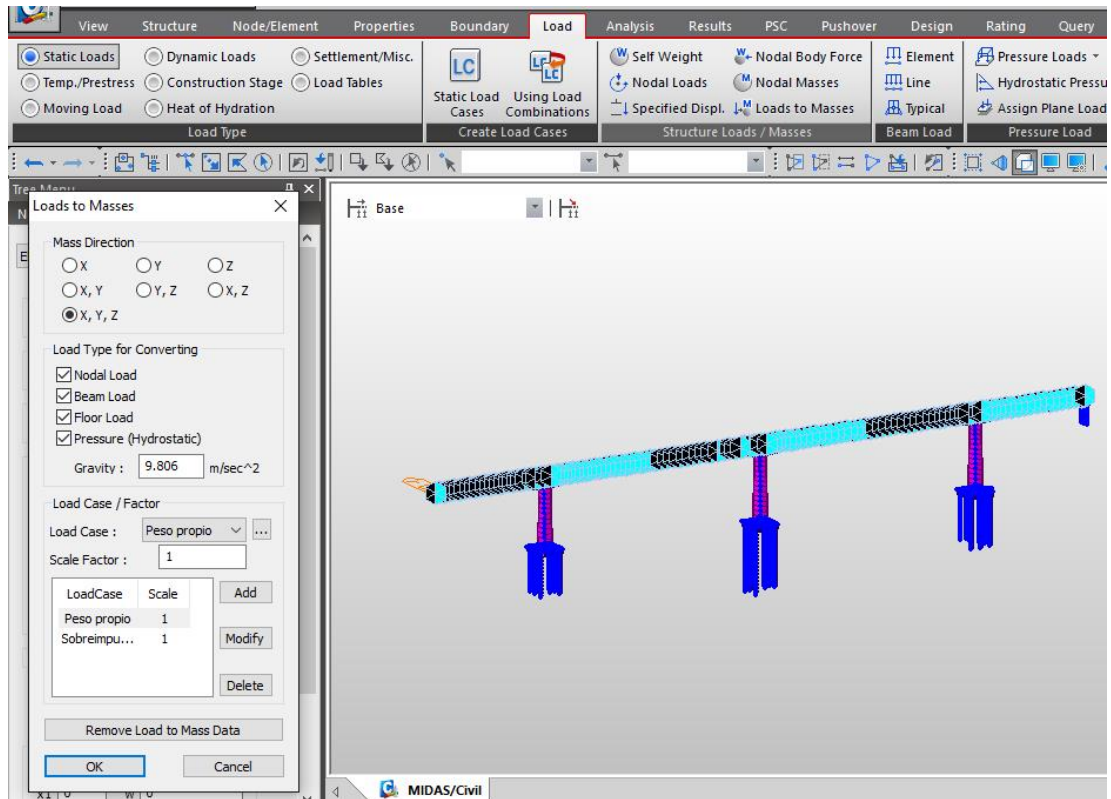 View Structure Node/Element Properties Boundary Load Analysis Results PSC Pushover Design Rating Query
Static Loads Dynamic Loads Settlement/Misc.
Temp./Prestress Construction Stage Load Tables
Moving Load Heat of Hydration
Load Type
LC
Static Load
Cases
LC
Using Load
Combinations
Create Load Cases
Self Weight Nodal Body Force
Nodal Loads Nodal Masses
Specified Displ. Loads to Masses
Structure Loads / Masses
Element
Line
Typical
Beam Load
Pressure Loads
Hydrostatic Pressu
Assign Plane Load
Pressure Load
Tree Menu
Loads to Masses
Mass Direction
X Y Z
X, Y Y, Z X, Z
X, Y, Z
Load Type for Converting
Nodal Load
Beam Load
Floor Load
Pressure (Hydrostatic)
Gravity : 9.806 m/sec^2
Load Case / Factor
Load Case : Peso propio ...
Scale Factor : 1
LoadCase Scale
Peso propio 1
Sobreimpu... 1
Add
Modify
Delete
Remove Load to Mass Data
OK Cancel
Base
MIDAS/Civil